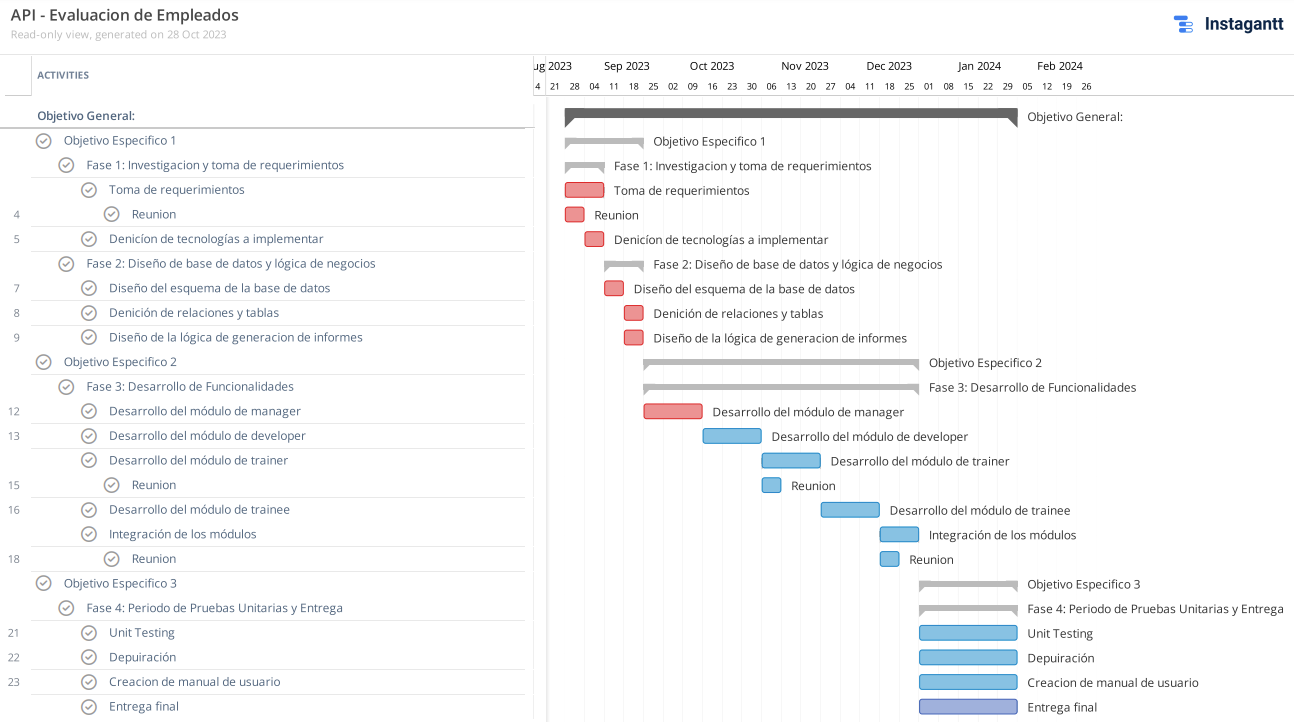 API - Evaluacion de Empleados
Read-only view, generated on 28 Oct 2023
Instagantt
ACTIVITIES
ug 2023 Sep 2023 Oct 2023 Nov 2023 Dec 2023 Jan 2024 Feb 2024
4 21 28 04 11 18 25 02 09 16 23 30 06 13 20 27 04 11 18 25 01 08 15 22 29 05 12 19 26
Objetivo General: Objetivo General:
Objetivo Especifico 1 Objetivo Especifico 1
Fase 1: Investigacion y toma de requerimientos Fase 1: Investigacion y toma de requerimientos
Toma de requerimientos Toma de requerimientos
4 Reunion Reunion
5 Denicíon de tecnologías a implementar Denicíon de tecnologías a implementar
Fase 2: Diseño de base de datos y lógica de negocios Fase 2: Diseño de base de datos y lógica de negocios
7 Diseño del esquema de la base de datos Diseño del esquema de la base de datos
8 Denición de relaciones y tablas Denición de relaciones y tablas
9 Diseño de la lógica de generacion de informes Diseño de la lógica de generacion de informes
Objetivo Especifico 2 Objetivo Especifico 2
Fase 3: Desarrollo de Funcionalidades Fase 3: Desarrollo de Funcionalidades
12 Desarrollo del módulo de manager Desarrollo del módulo de manager
13 Desarrollo del módulo de developer Desarrollo del módulo de developer
Desarrollo del módulo de trainer Desarrollo del módulo de trainer
15 Reunion Reunion
16 Desarrollo del módulo de trainee Desarrollo del módulo de trainee
Integración de los módulos Integración de los módulos
18 Reunion Reunion
Objetivo Especifico 3 Objetivo Especifico 3
Fase 4: Periodo de Pruebas Unitarias y Entrega Fase 4: Periodo de Pruebas Unitarias y Entrega
21 Unit Testing Unit Testing
22 Depuiración Depuiración
23 Creacion de manual de usuario Creacion de manual de usuario
Entrega final Entrega final